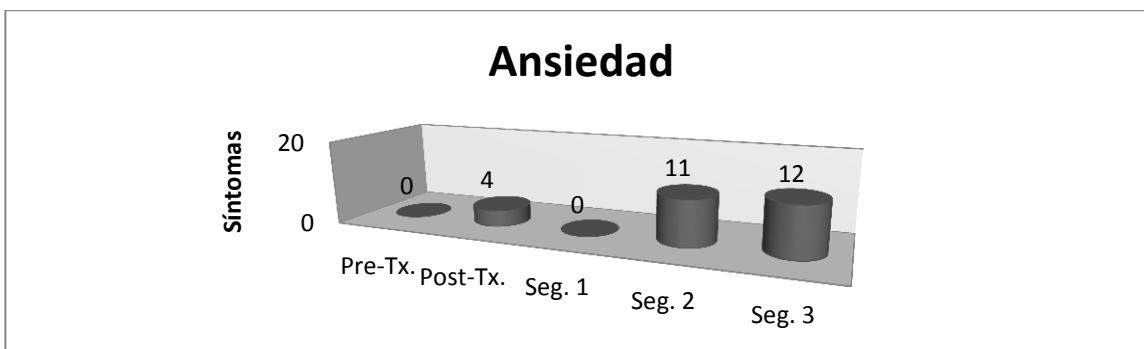 Ansiedad
Síntomas
20
0
0
4
0
11
12
Pre-Tx.
Post-Tx.
Seg. 1
Seg. 2
Seg. 3